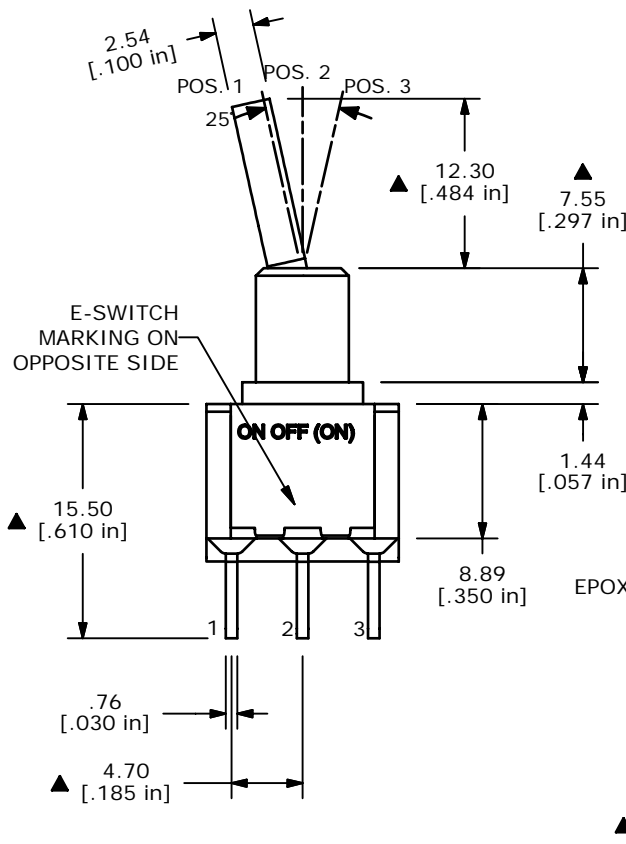 2.54
[.100 in]
POS. 1
POS. 2
POS. 3
25°
12.30
[.484 in]
7.55
[.297 in]
E-SWITCH
MARKING ON
OPPOSITE SIDE
ON OFF (ON)
15.50
[.610 in]
1.44
[.057 in]
8.89
[.350 in]
EPOX
1
2
3
.76
[.030 in]
4.70
[.185 in]